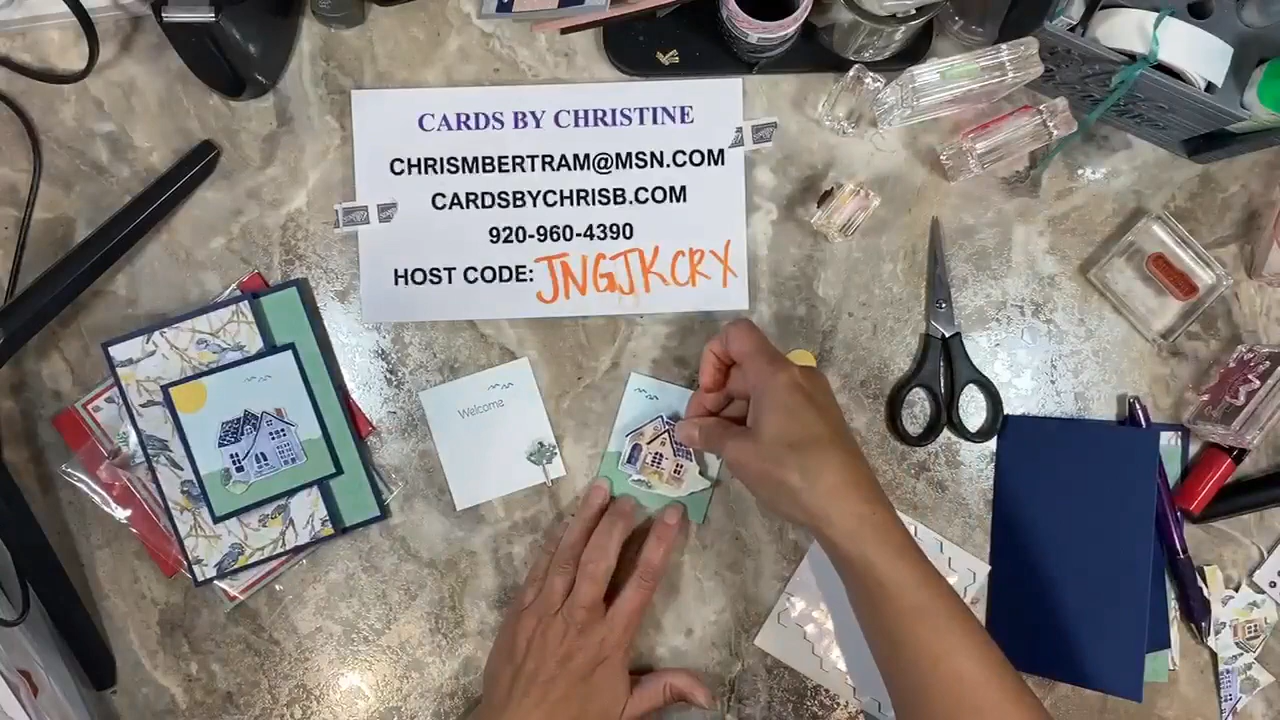 CARDS BY CHRISTINE
CHRISMBERTRAM@MSN.COM
CARDSBYCHRISB.COM
920-960-4390
HOST CODE: JNGJKCRX
Welcome